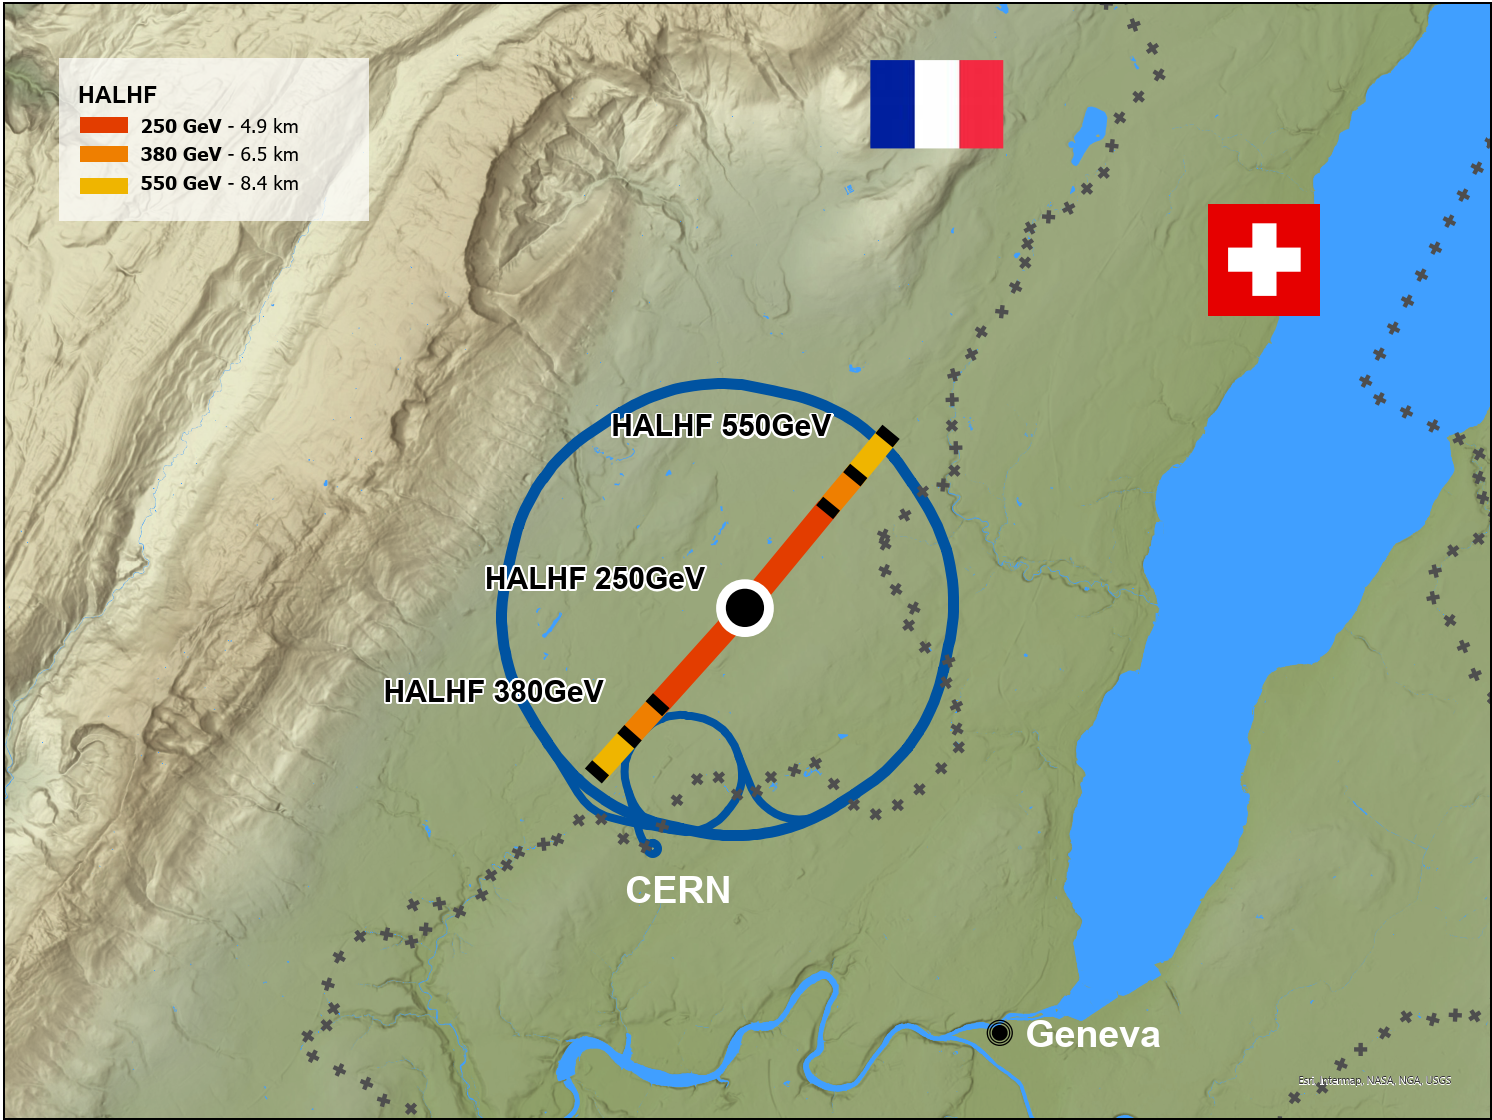 HALHF
250 GeV - 4.9 km
380 GeV - 6.5 km
550 GeV - 8.4 km
HALHF 550GeV
HALHF 250GeV
HALHF 380GeV
CERN
Geneva
Esri, Intermap, NASA, NGA, USGS